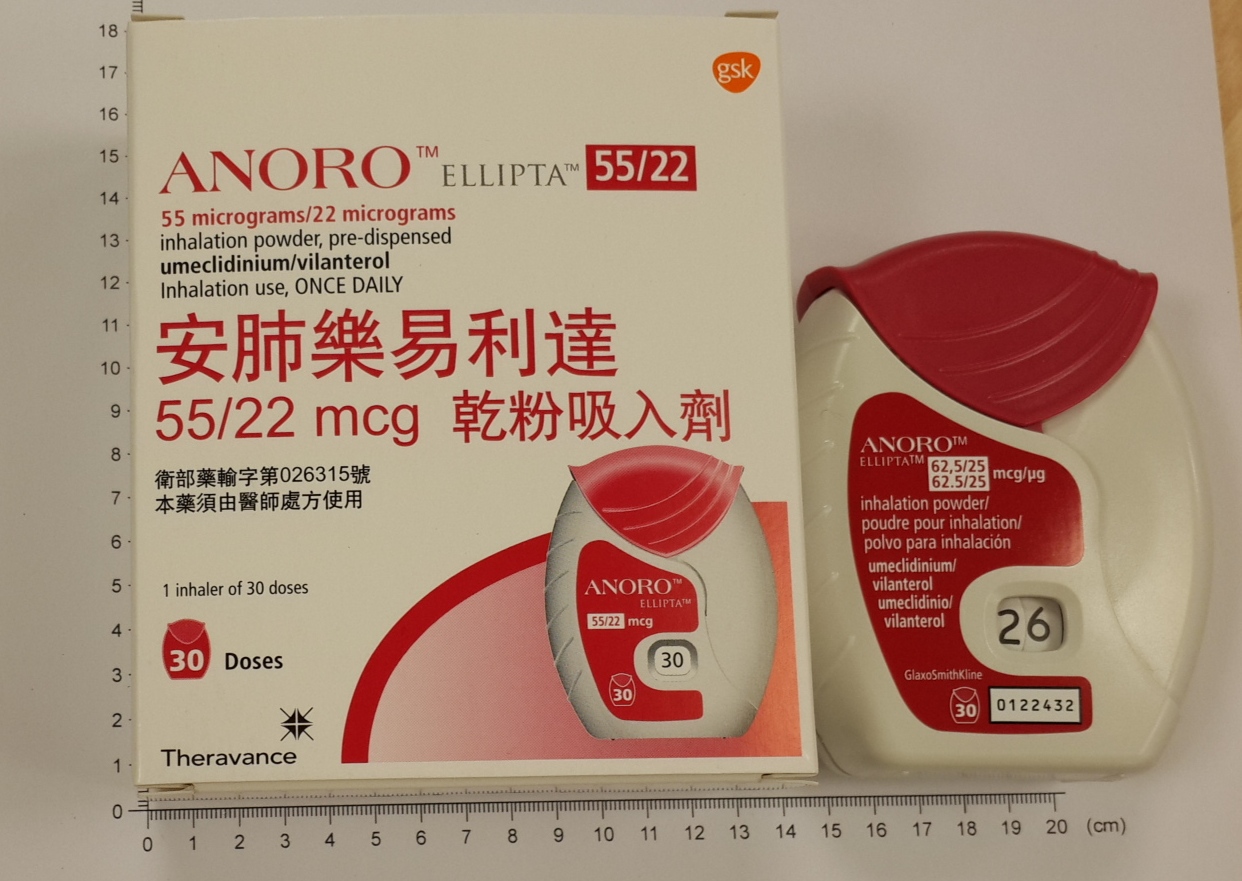 gsk
ANORO™ ELLIPTA™ 55/22
55 micrograms/22 micrograms
inhalation powder, pre-dispensed
umeclidinium/vilanterol
Inhalation use, ONCE DAILY
安肺樂易利達
55/22 mcg 乾粉吸入劑
衛部藥輸字第026315號
本藥須由醫師處方使用
1 inhaler of 30 doses
30 Doses
Theravance
ANORO™
ELLIPTA™
55/22 mcg
30
30
ANORO™
ELLIPTA™ 62,5/25
62.5/25 mcg/µg
inhalation powder/
poudre pour inhalation/
polvo para inhalación
umeclidinium/
vilanterol
umeclidinio/
vilanterol
26
GlaxoSmithKline
30 0122432
18
17
16
15
14
13
12
11
10
9
8
7
6
5
4
3
2
1
0
0 1 2 3 4 5 6 7 8 9 10 11 12 13 14 15 16 17 18 19 20 (cm)